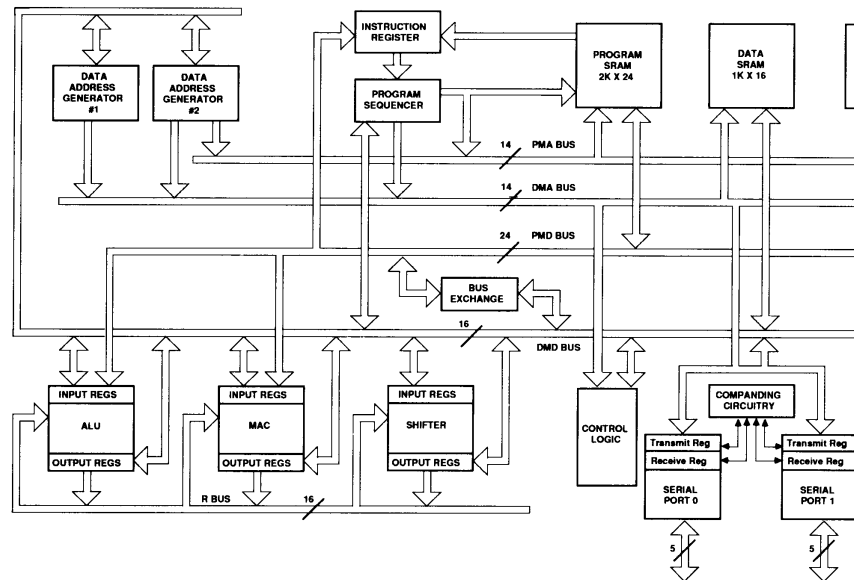 INSTRUCTION
REGISTER
PROGRAM
SRAM
2K X 24
DATA
SRAM
1K X 16
DATA
ADDRESS
GENERATOR
#1
DATA
ADDRESS
GENERATOR
#2
PROGRAM
SEQUENCER
14
PMA BUS
14
DMA BUS
24
PMD BUS
BUS
EXCHANGE
16
DMD BUS
INPUT REGS
ALU
OUTPUT REGS
INPUT REGS
MAC
OUTPUT REGS
INPUT REGS
SHIFTER
OUTPUT REGS
CONTROL
LOGIC
COMPANDING
CIRCUITRY
Transmit Reg
Receive Reg
SERIAL
PORT 0
Transmit Reg
Receive Reg
SERIAL
PORT 1
R BUS
16
5
5